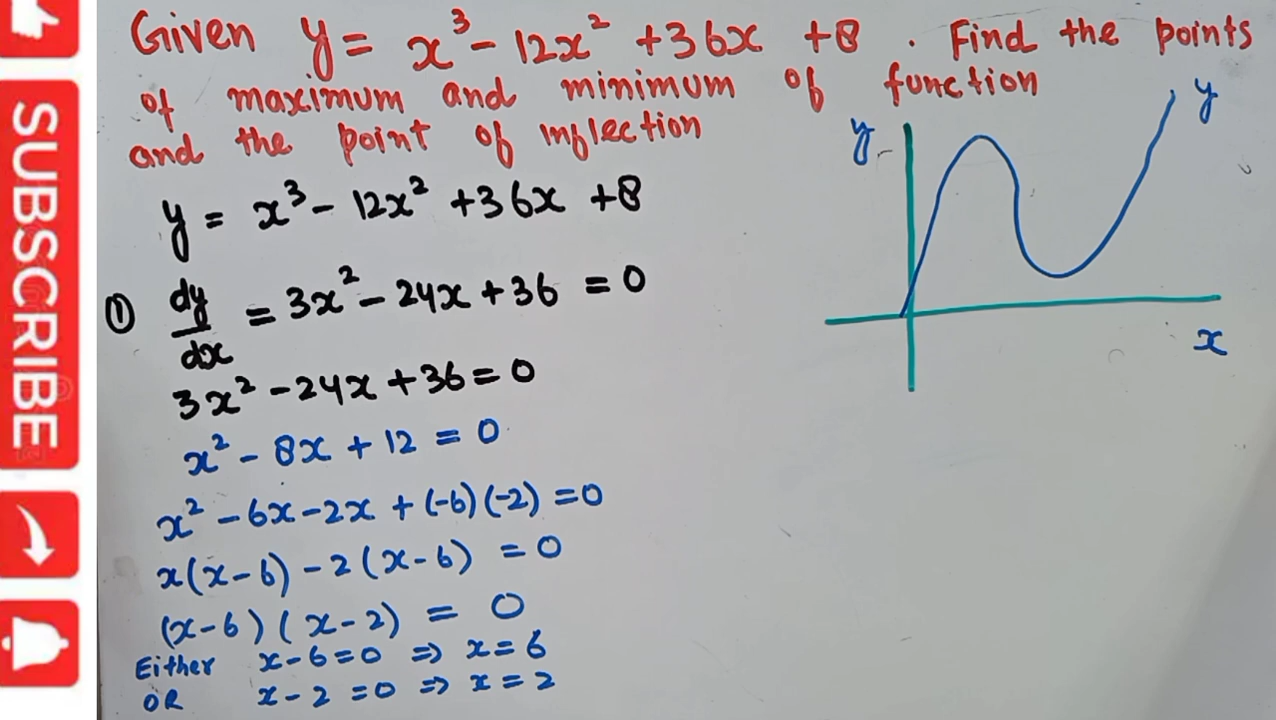 Given y = x³ - 12x² + 36x + 8 . Find the points
of maximum and minimum of function
and the point of inflection
y = x³ - 12x² + 36x + 8
① dy/dx = 3x² - 24x + 36 = 0
3x² - 24x + 36 = 0
x² - 8x + 12 = 0
x² - 6x - 2x + (-6)(-2) = 0
x(x-6) - 2(x-6) = 0
(x-6)(x-2) = 0
Either x-6=0 ⇒ x=6
OR x-2=0 ⇒ x=2
y
y
x
SUBSCRIBE